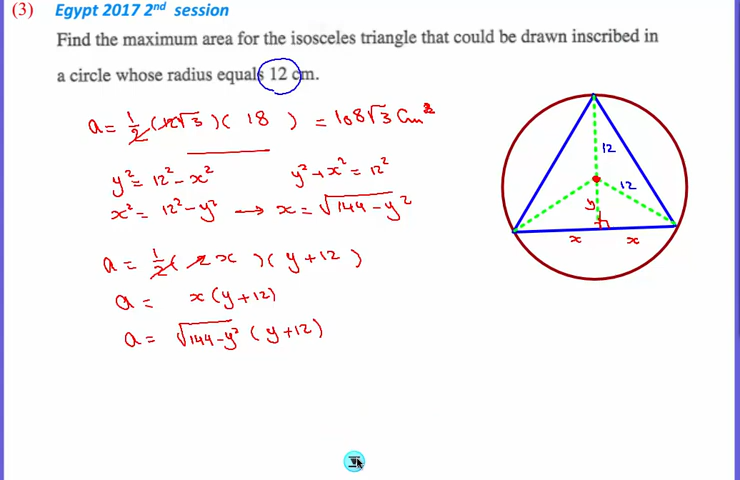 (3) Egypt 2017 2nd session
Find the maximum area for the isosceles triangle that could be drawn inscribed in
a circle whose radius equals 12 cm.
a = 1/2 (12√3)( 18 ) = 108√3 Cm²
y² = 12² - x²
y² + x² = 12²
x² = 12² - y² → x = √144 - y²
a = 1/2 ( 2x )( y + 12 )
a = x (y + 12)
a = √144 - y² (y + 12)
12
12
y
x
x